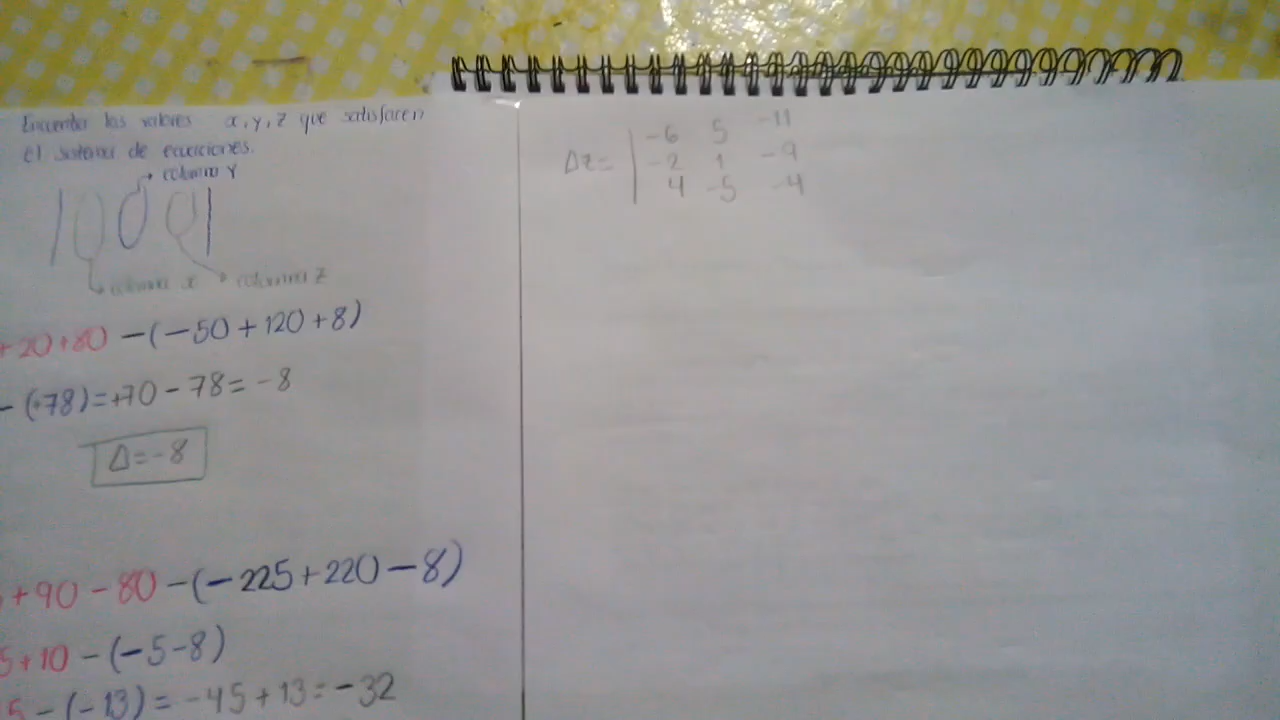 Encuentra los valores x, y, z que satisfacen
el sistema de ecuaciones.
columna y
columna x columna z
+20+80 -(-50+120+8)
-(+78)=+70-78=-8
Δ=-8
+90-80-(-225+220-8)
5+10-(-5-8)
5-(-13)=-45+13=-32
-6 5 -11
Δz= -2 1 -9
4 -5 -4